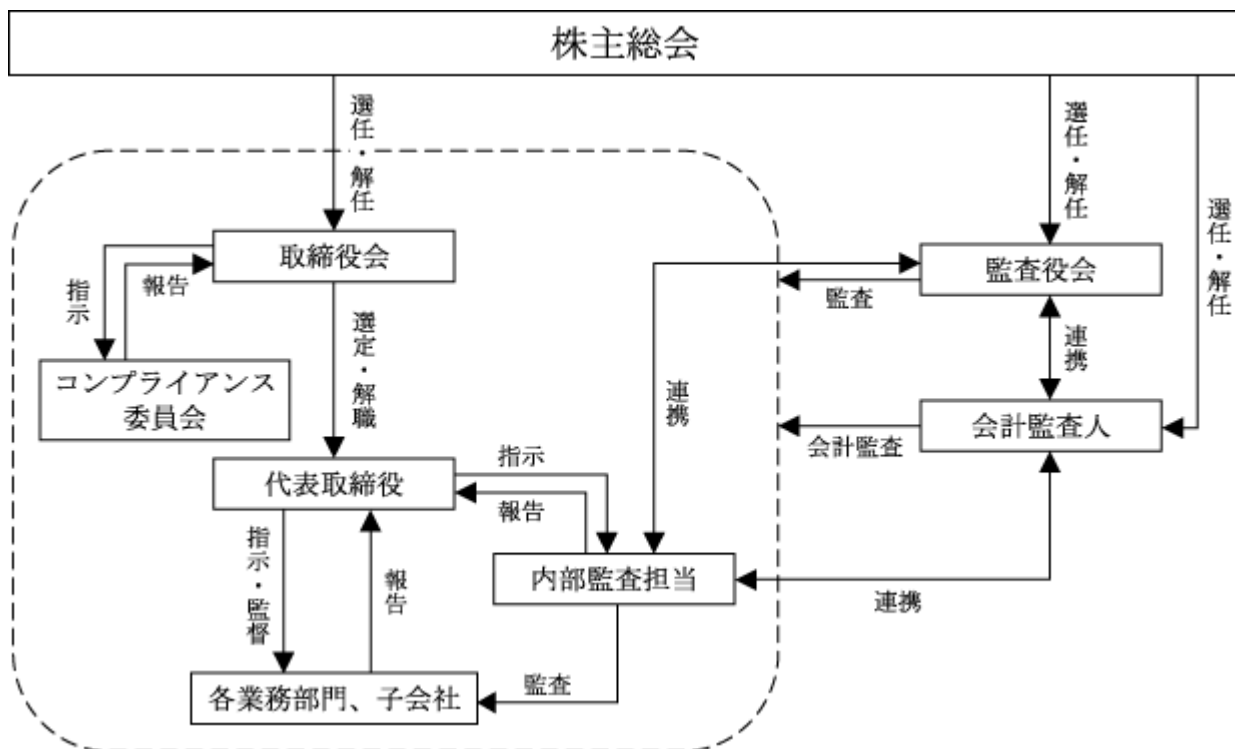 株主総会
選任・解任
選任・解任
選任・解任
取締役会
監査役会
指示
報告
監査
選定・解職
連携
連携
コンプライアンス
委員会
会計監査人
会計監査
代表取締役
指示
報告
指示・監督
報告
内部監査担当
連携
各業務部門、子会社
監査